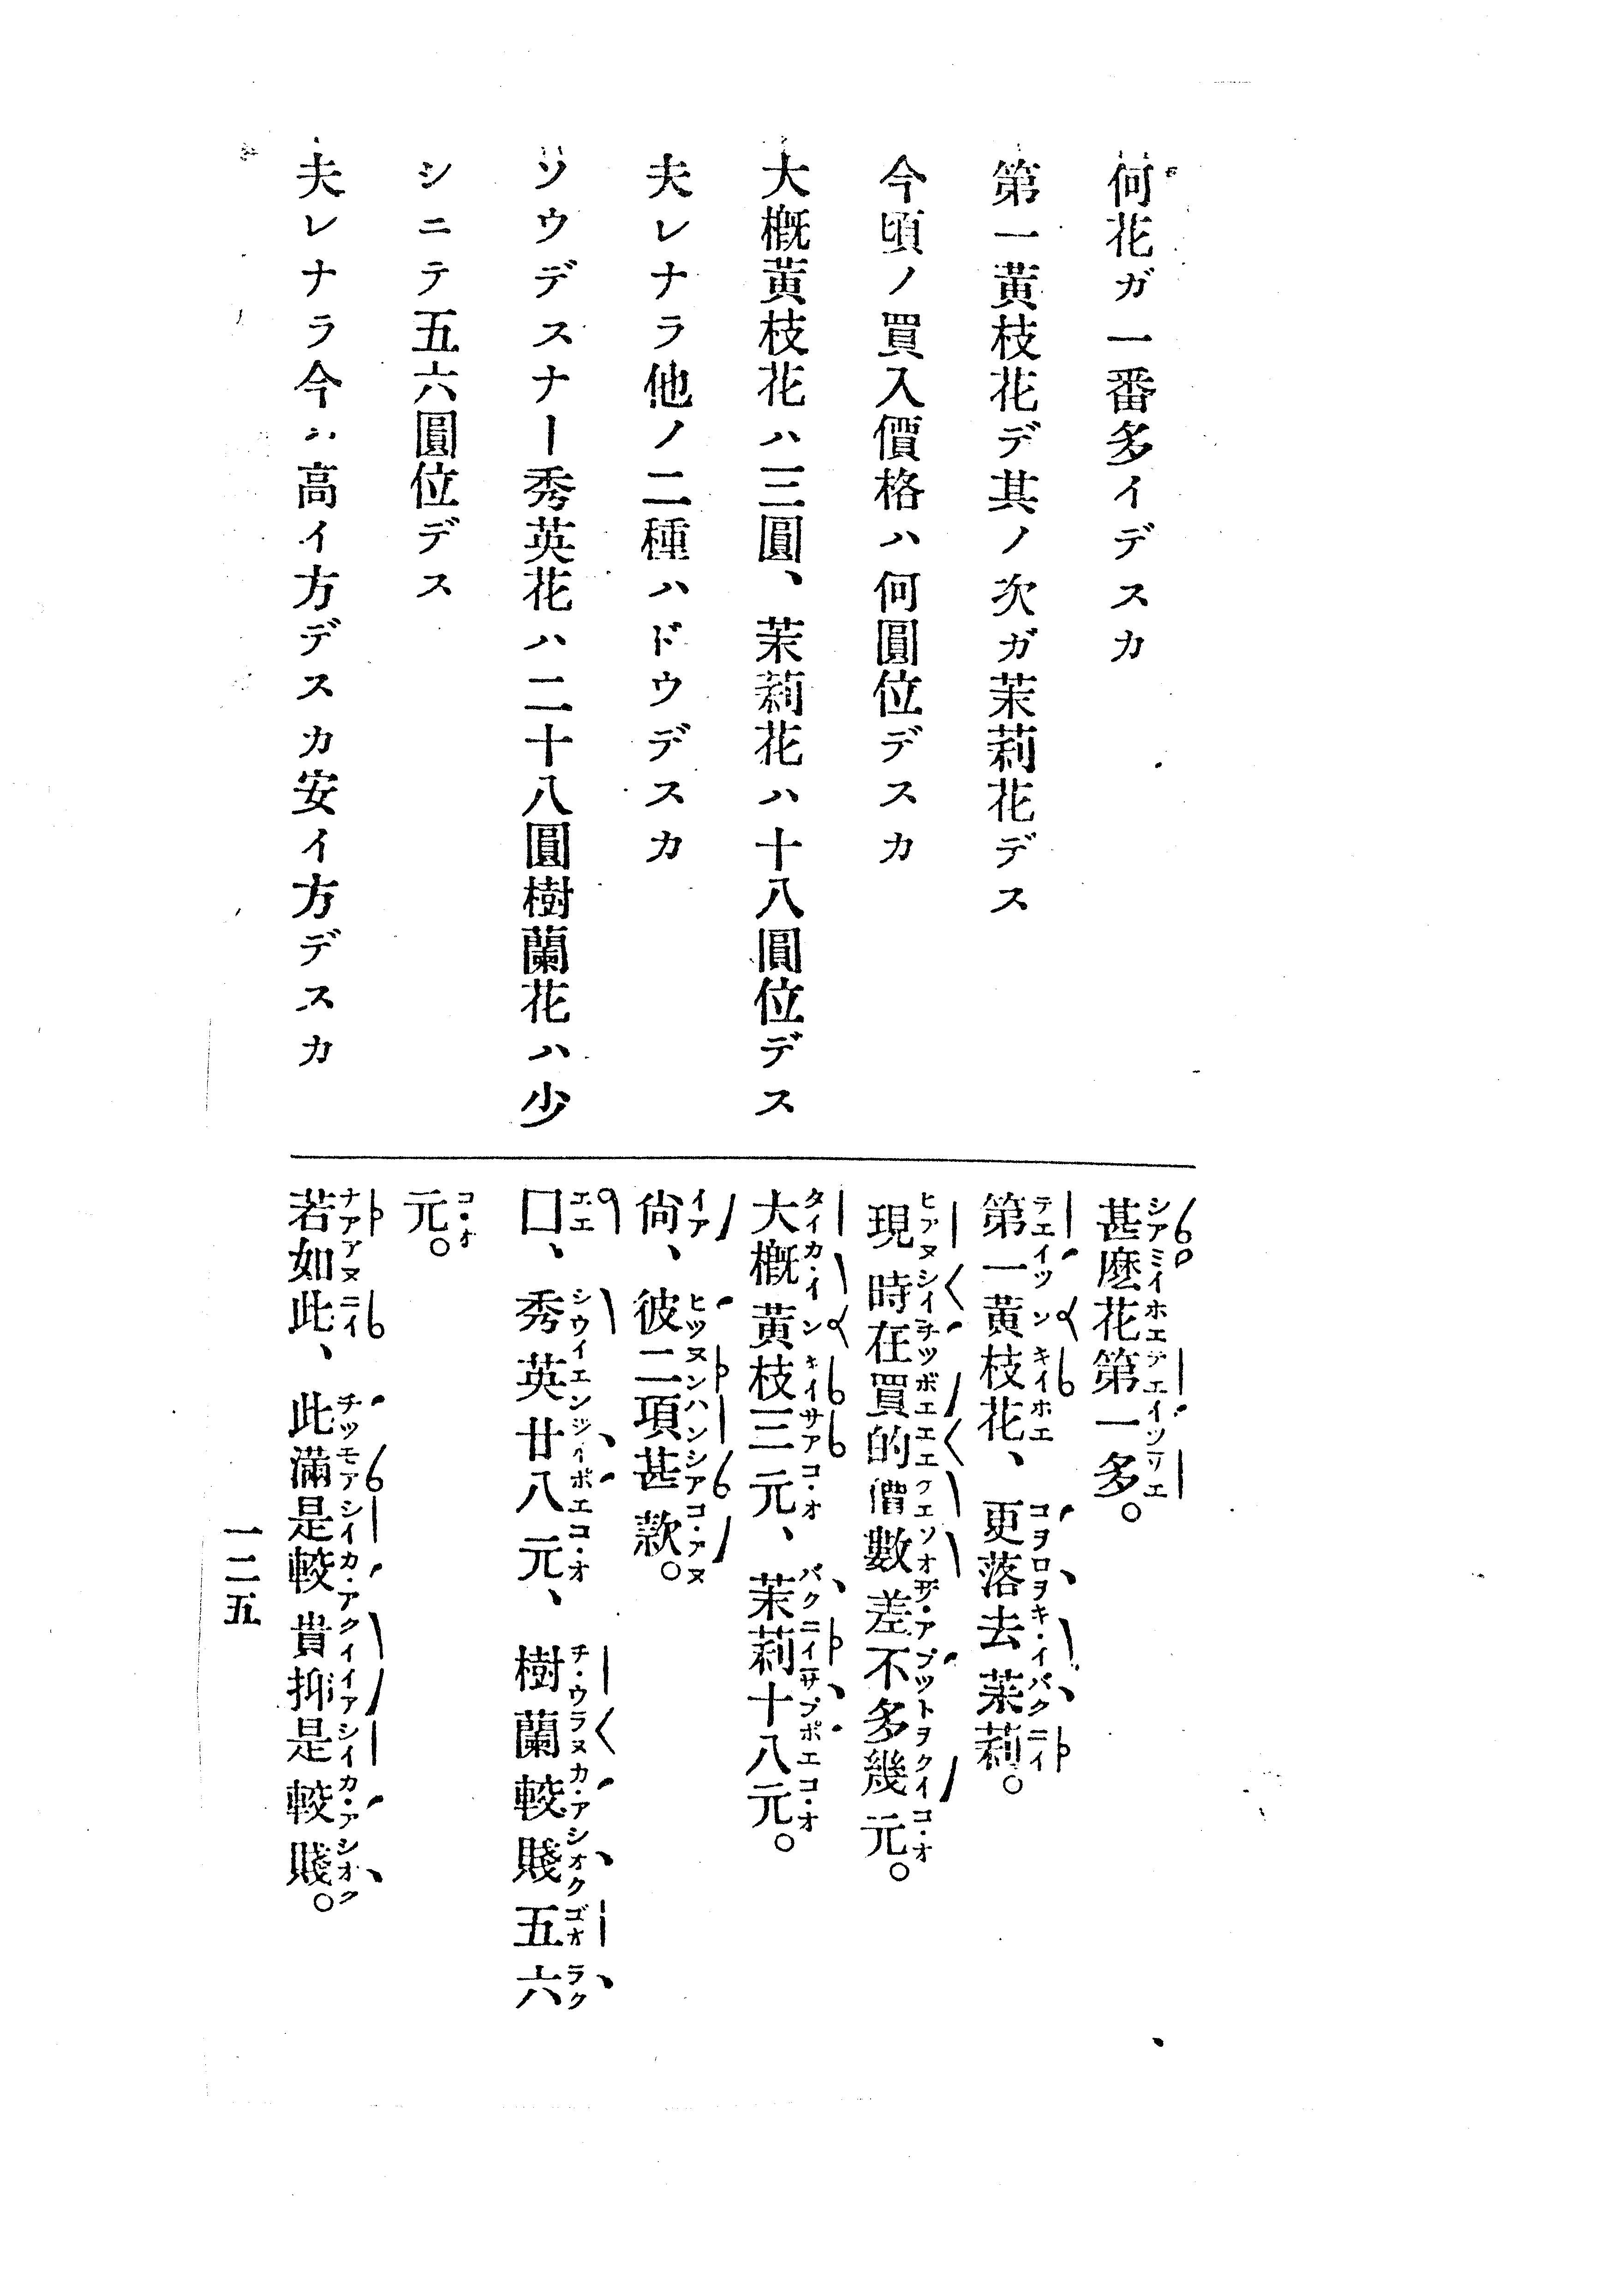 何花ガ一番多イデスカ
第一黄枝花デ其ノ次ガ茉莉花デス
今頃ノ買入價格ハ何圓位デスカ
大概黄枝花ハ三圓、茉莉花ハ十八圓位デス
夫レナラ他ノ二種ハドウデスカ
ソウデスナー秀英花ハ二十八圓樹蘭花ハ少
シニテ五六圓位デス
夫レナラ今ハ高イ方デスカ安イ方デスカ
甚麽花第一多。
第一黄枝花、更落去茉莉。
現時在買的價數差不多幾元。
大概黄枝三元、茉莉十八元。
尙、彼二項甚款。
囗、秀英廿八元、樹蘭較賤五六
元。
若如此、此滿是較貴抑是較賤。
一二五